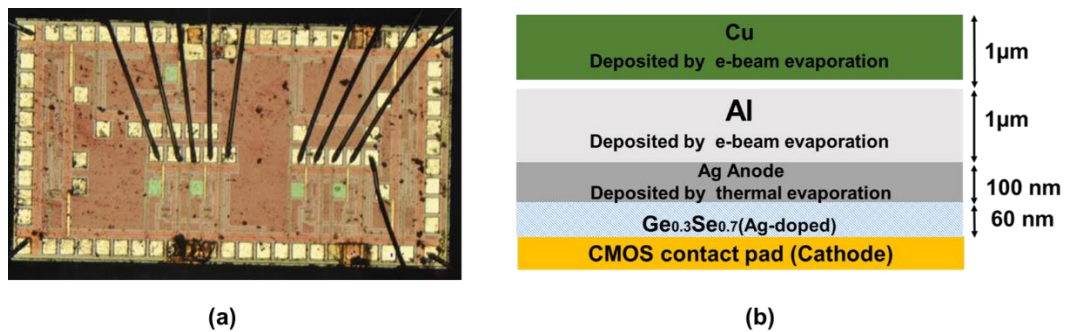 Cu
Deposited by e-beam evaporation
1µm
Al
Deposited by e-beam evaporation
1µm
Ag Anode
Deposited by thermal evaporation
100 nm
Ge0.3Se0.7(Ag-doped)
60 nm
CMOS contact pad (Cathode)
(a)
(b)